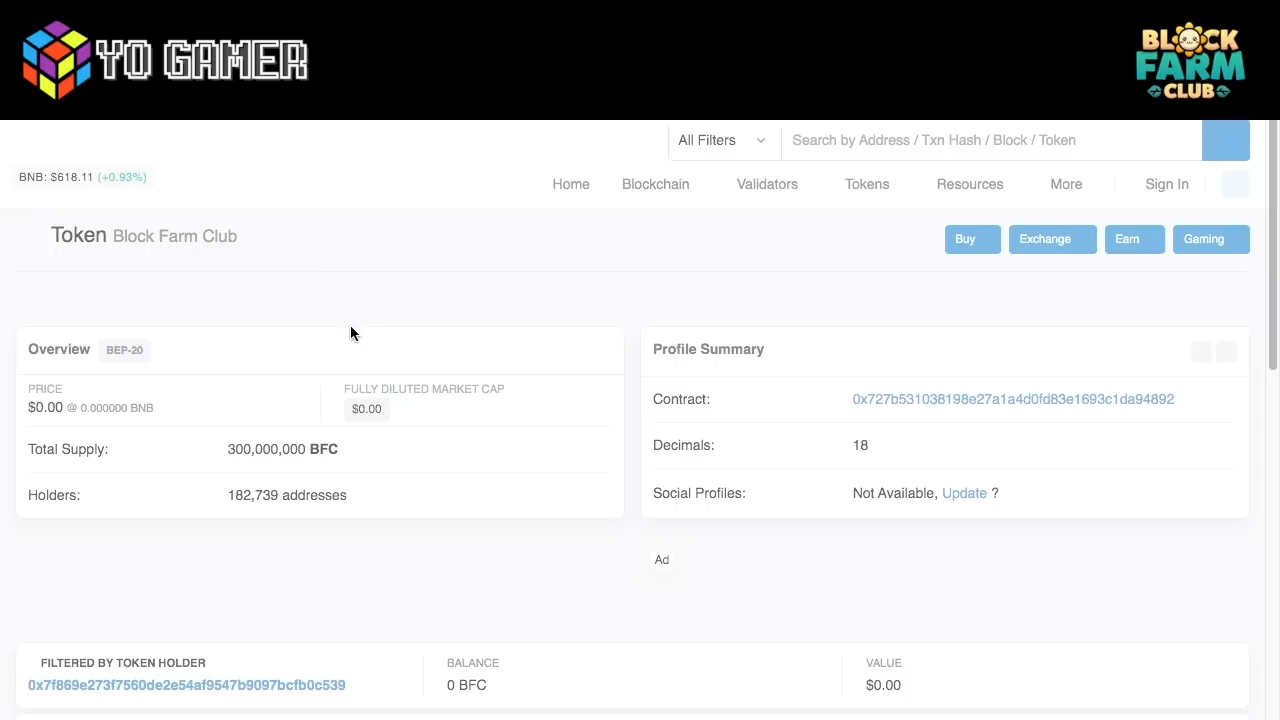 YO GAMER
BLOCK
FARM
CLUB
All Filters
Search by Address / Txn Hash / Block / Token
BNB: $618.11 (+0.93%)
Home
Blockchain
Validators
Tokens
Resources
More
Sign In
Token Block Farm Club
Buy
Exchange
Earn
Gaming
Overview
BEP-20
PRICE
$0.00 @ 0.000000 BNB
FULLY DILUTED MARKET CAP
$0.00
Total Supply:
300,000,000 BFC
Holders:
182,739 addresses
Profile Summary
Contract:
0x727b531038198e27a1a4d0fd83e1693c1da94892
Decimals:
18
Social Profiles:
Not Available, Update ?
Ad
FILTERED BY TOKEN HOLDER
0x7f869e273f7560de2e54af9547b9097bcfb0c539
BALANCE
0 BFC
VALUE
$0.00